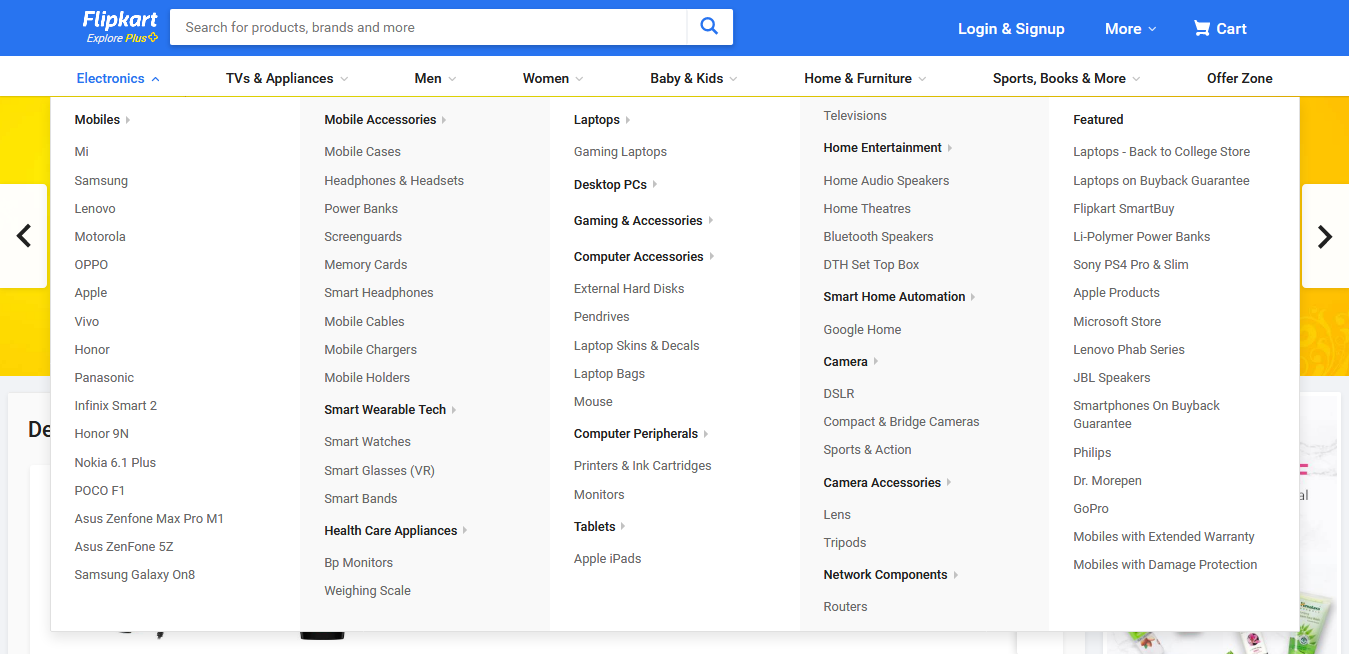 Flipkart
Explore Plus
Search for products, brands and more
Login & Signup
More
Cart
Electronics
TVs & Appliances
Men
Women
Baby & Kids
Home & Furniture
Sports, Books & More
Offer Zone
Mobiles
Mi
Samsung
Lenovo
Motorola
OPPO
Apple
Vivo
Honor
Panasonic
Infinix Smart 2
Honor 9N
Nokia 6.1 Plus
POCO F1
Asus Zenfone Max Pro M1
Asus ZenFone 5Z
Samsung Galaxy On8
Mobile Accessories
Mobile Cases
Headphones & Headsets
Power Banks
Screenguards
Memory Cards
Smart Headphones
Mobile Cables
Mobile Chargers
Mobile Holders
Smart Wearable Tech
Smart Watches
Smart Glasses (VR)
Smart Bands
Health Care Appliances
Bp Monitors
Weighing Scale
Laptops
Gaming Laptops
Desktop PCs
Gaming & Accessories
Computer Accessories
External Hard Disks
Pendrives
Laptop Skins & Decals
Laptop Bags
Mouse
Computer Peripherals
Printers & Ink Cartridges
Monitors
Tablets
Apple iPads
Televisions
Home Entertainment
Home Audio Speakers
Home Theatres
Bluetooth Speakers
DTH Set Top Box
Smart Home Automation
Google Home
Camera
DSLR
Compact & Bridge Cameras
Sports & Action
Camera Accessories
Lens
Tripods
Network Components
Routers
Featured
Laptops - Back to College Store
Laptops on Buyback Guarantee
Flipkart SmartBuy
Li-Polymer Power Banks
Sony PS4 Pro & Slim
Apple Products
Microsoft Store
Lenovo Phab Series
JBL Speakers
Smartphones On Buyback
Guarantee
Philips
Dr. Morepen
GoPro
Mobiles with Extended Warranty
Mobiles with Damage Protection
De
al